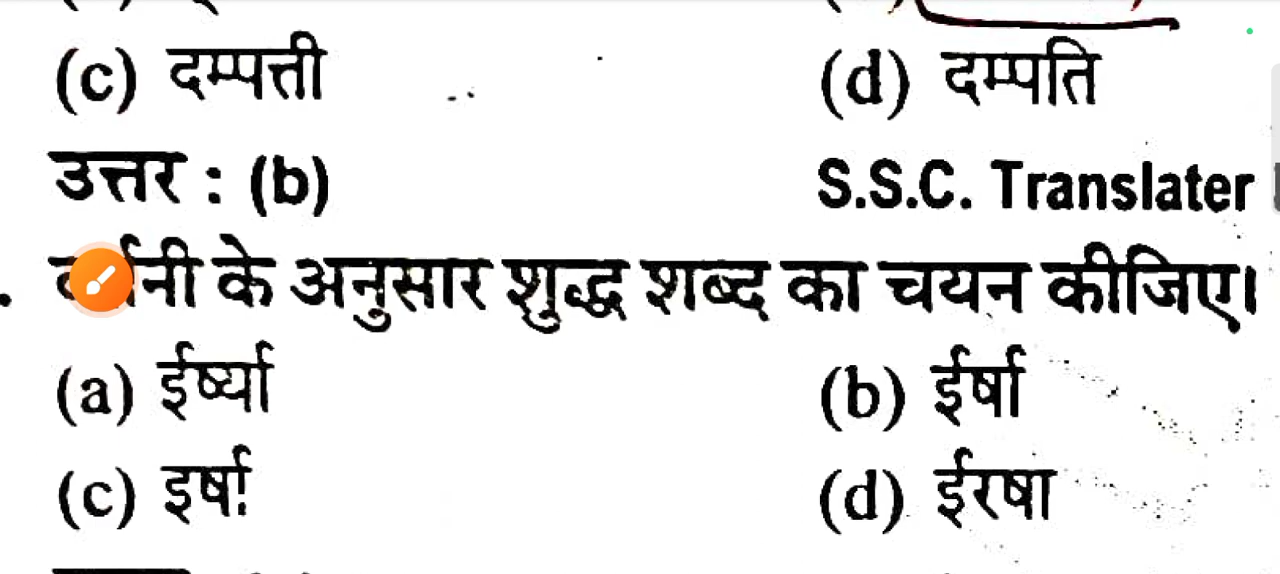 (c) दम्पत्ती (d) दम्पति
उत्तर : (b) S.S.C. Translater
के अनुसार शुद्ध शब्द का चयन कीजिए।
(a) ईर्ष्या (b) ईर्षा
(c) इर्षा (d) ईरषा